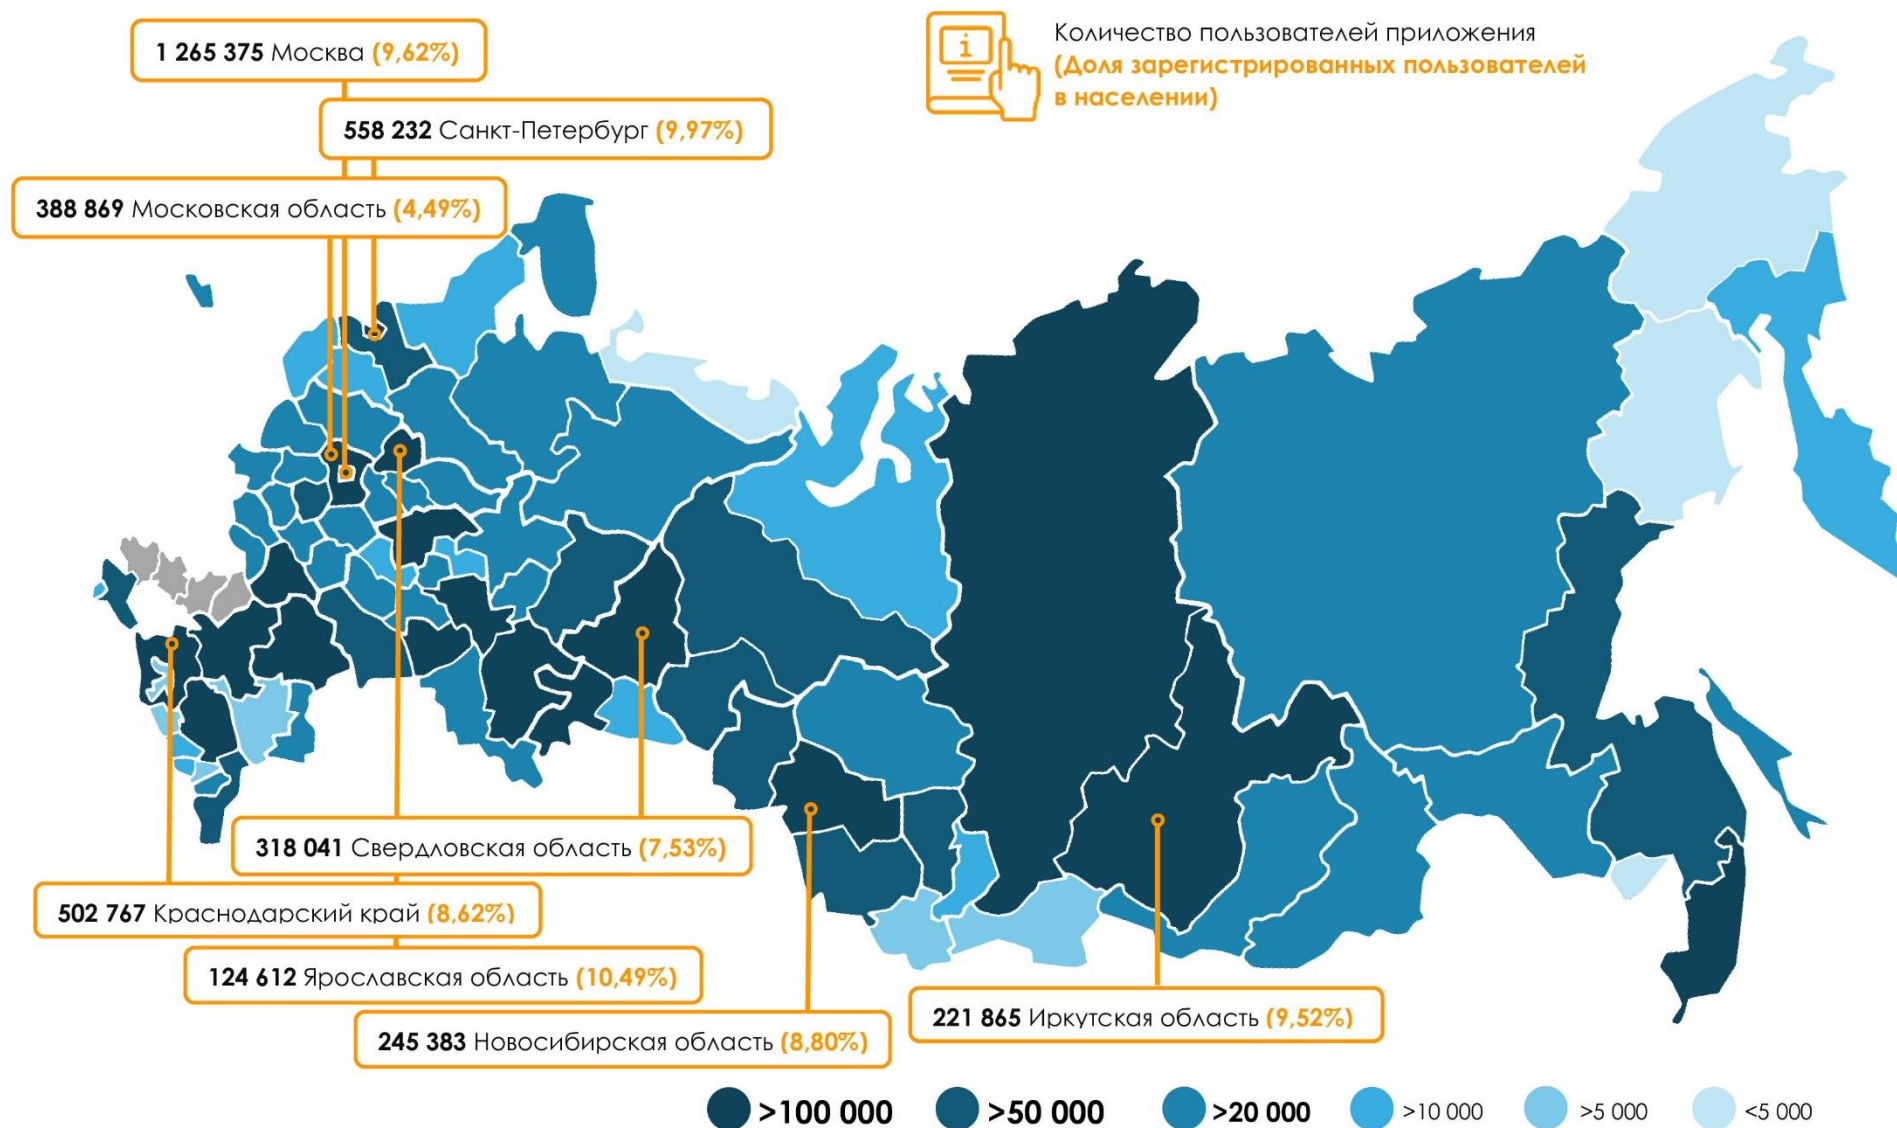 Количество пользователей приложения
(Доля зарегистрированных пользователей
в населении)
1 265 375 Москва (9,62%)
558 232 Санкт-Петербург (9,97%)
388 869 Московская область (4,49%)
318 041 Свердловская область (7,53%)
502 767 Краснодарский край (8,62%)
124 612 Ярославская область (10,49%)
245 383 Новосибирская область (8,80%)
221 865 Иркутская область (9,52%)
>100 000 >50 000 >20 000 >10 000 >5 000 <5 000